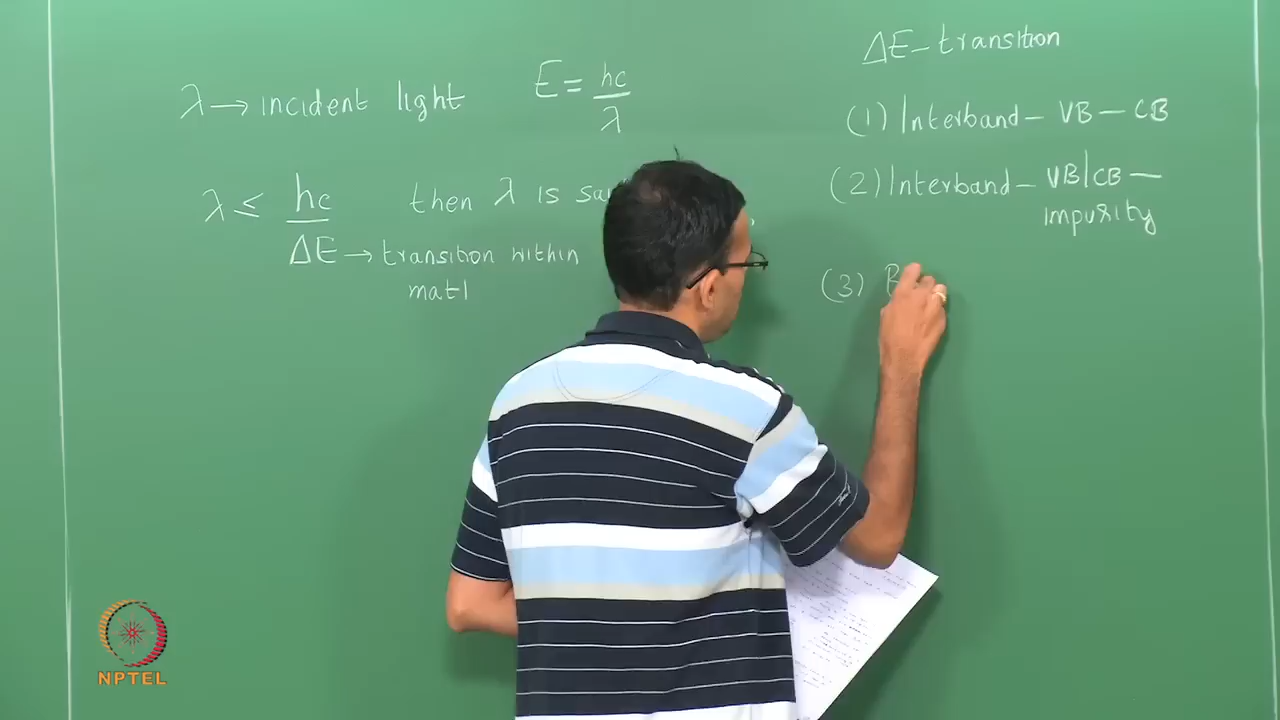 λ → incident light E = hc/λ
λ ≤ hc/ΔE then λ is
ΔE → transition within
matl
ΔE – transition
(1) Interband – VB – CB
(2) Interband – VB/CB –
impurity
(3)
NPTEL